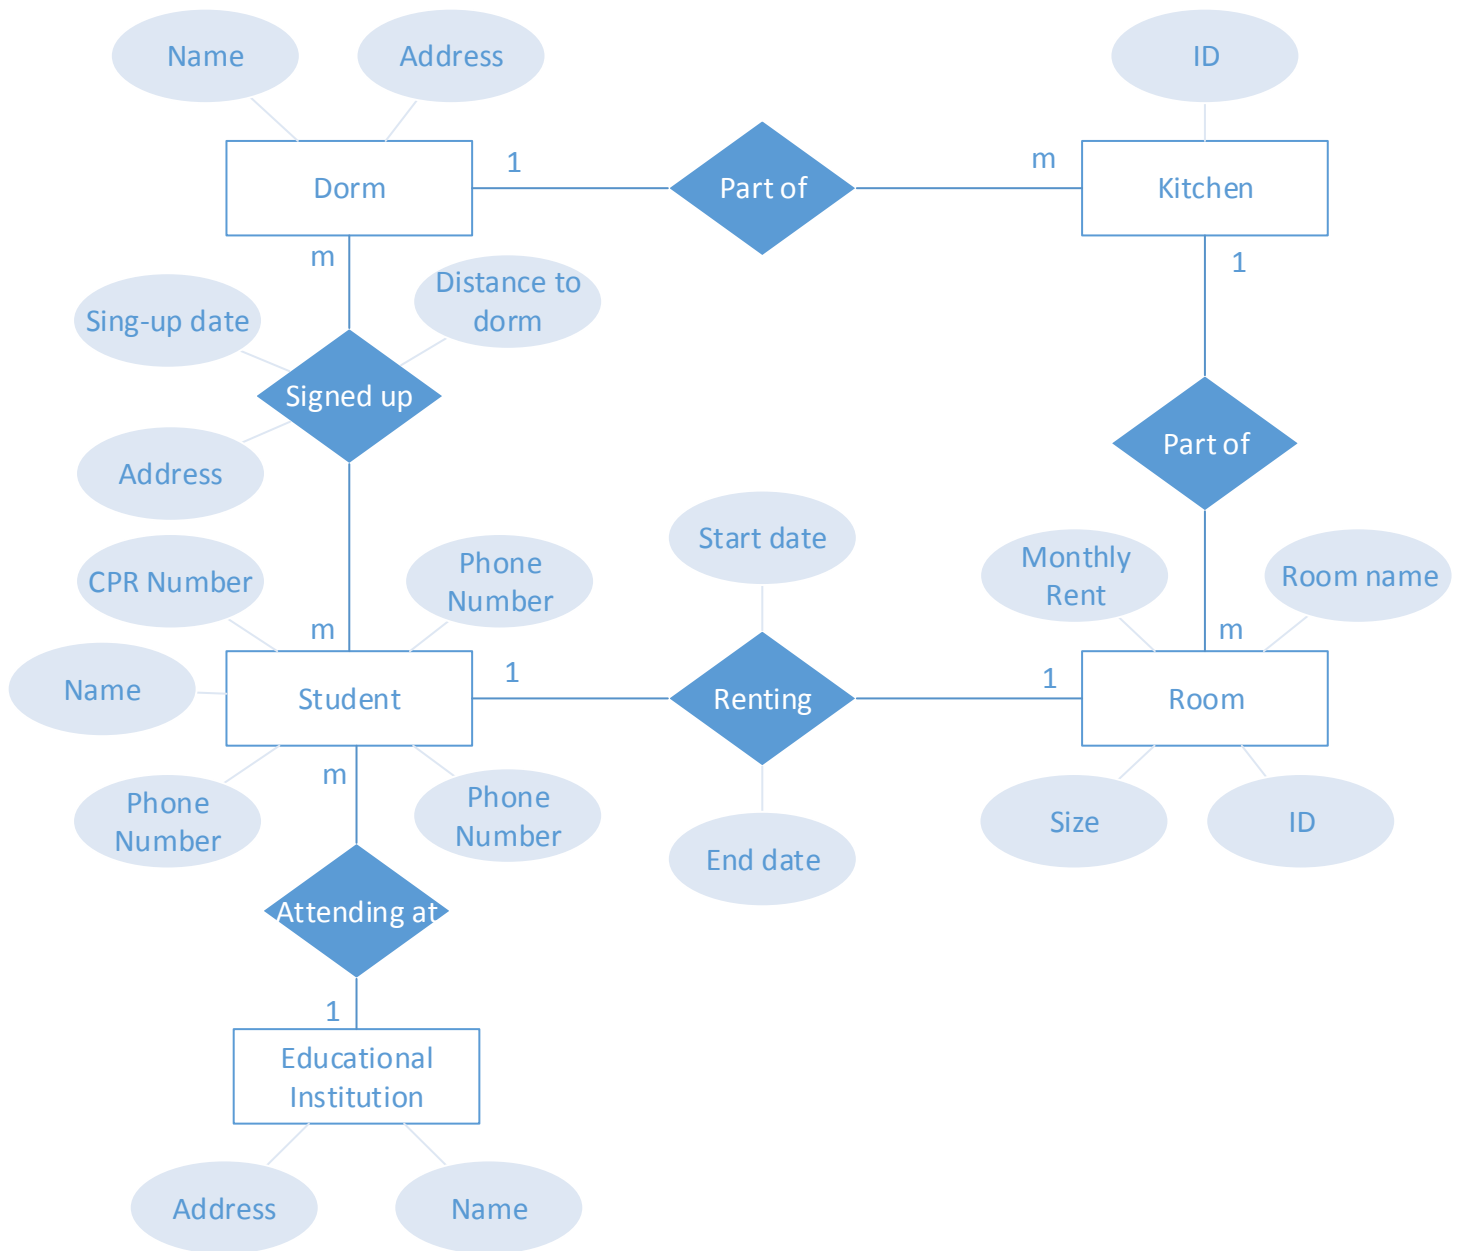 Name
Address
ID
Dorm
1
Part of
m
Kitchen
m
1
Sing-up date
Distance to
dorm
Signed up
Part of
Address
Start date
CPR Number
Phone
Number
Monthly
Rent
Room name
m
m
Name
Student
1
Renting
1
Room
m
Phone
Number
Phone
Number
End date
Size
ID
Attending at
1
Educational
Institution
Address
Name